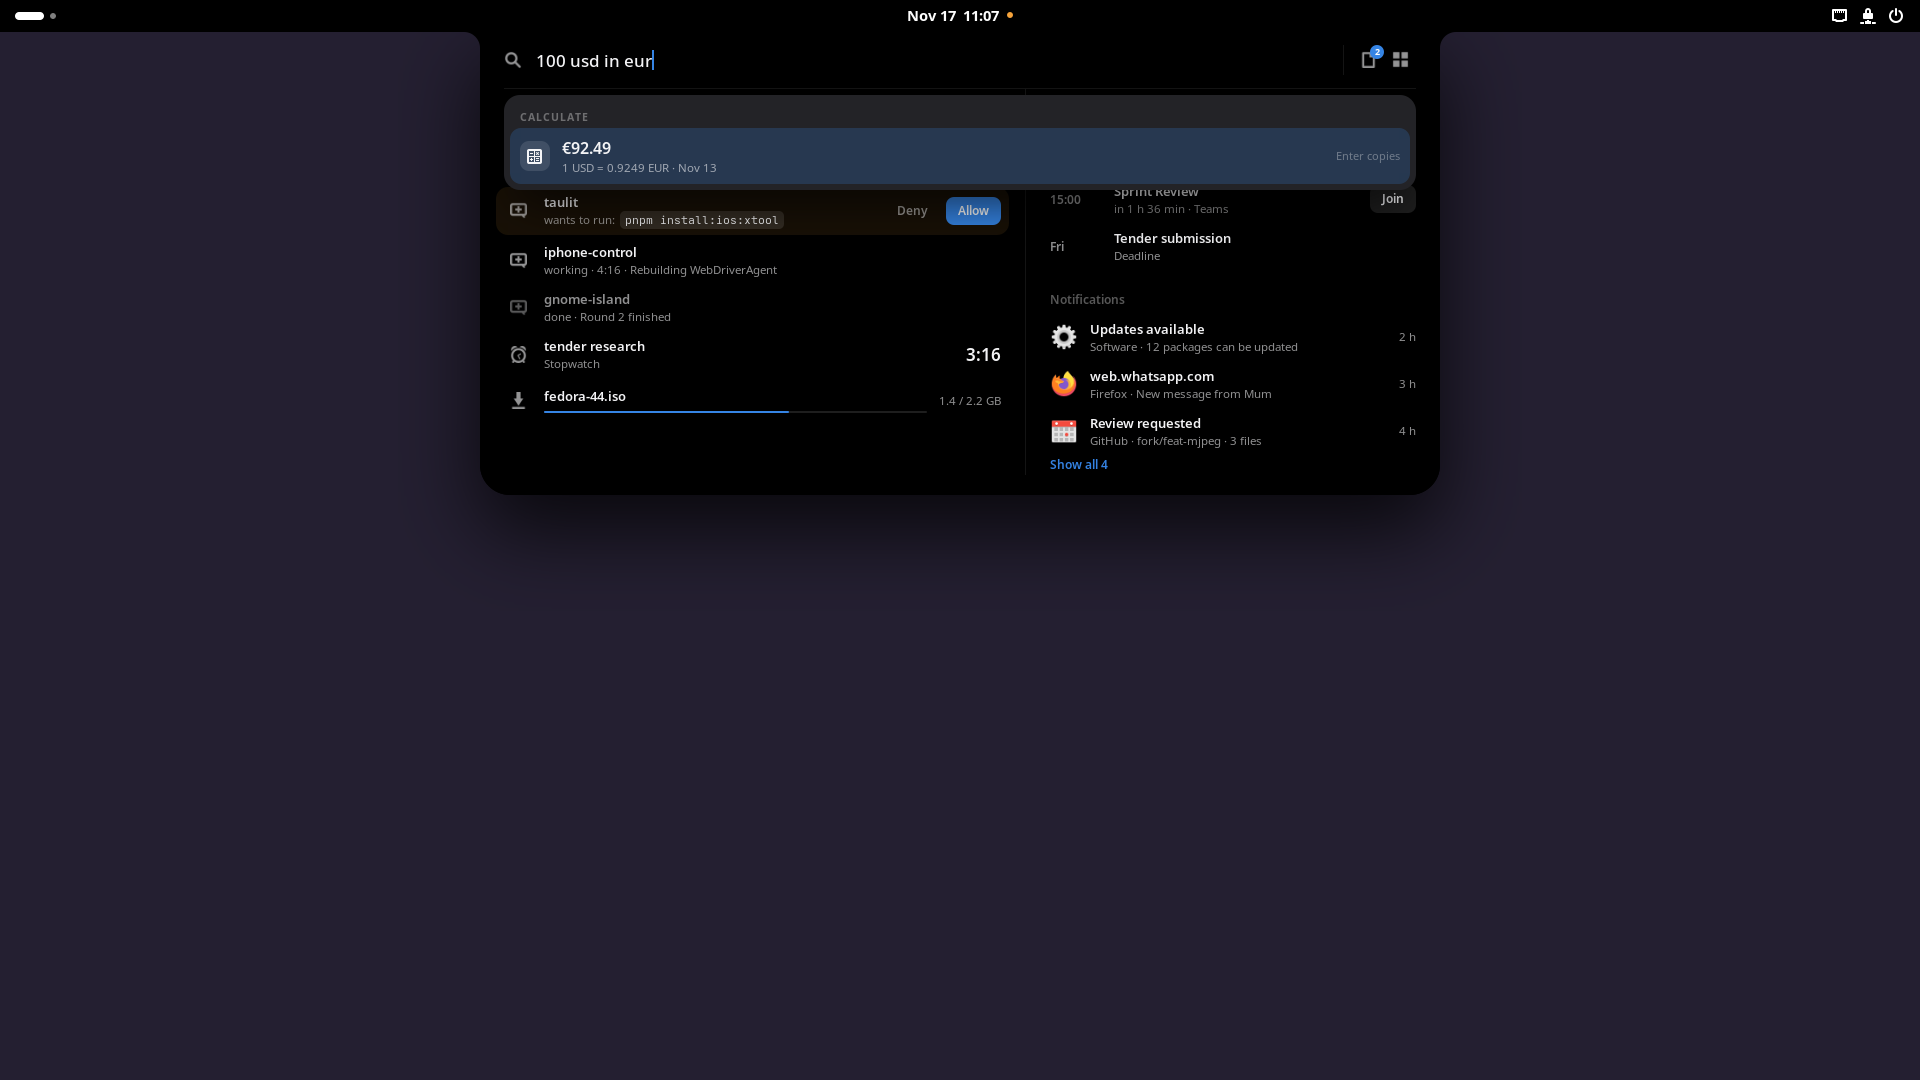 Nov 17 11:07
100 usd in eur
2
CALCULATE
€92.49
1 USD = 0.9249 EUR · Nov 13
Enter copies
taulit
wants to run: pnpm install:ios:xtool
Deny
Allow
iphone-control
working · 4:16 · Rebuilding WebDriverAgent
gnome-island
done · Round 2 finished
tender research
Stopwatch
3:16
fedora-44.iso
1.4 / 2.2 GB
15:00
Sprint Review
in 1 h 36 min · Teams
Join
Fri
Tender submission
Deadline
Notifications
Updates available
Software · 12 packages can be updated
2 h
web.whatsapp.com
Firefox · New message from Mum
3 h
Review requested
GitHub · fork/feat-mjpeg · 3 files
4 h
Show all 4